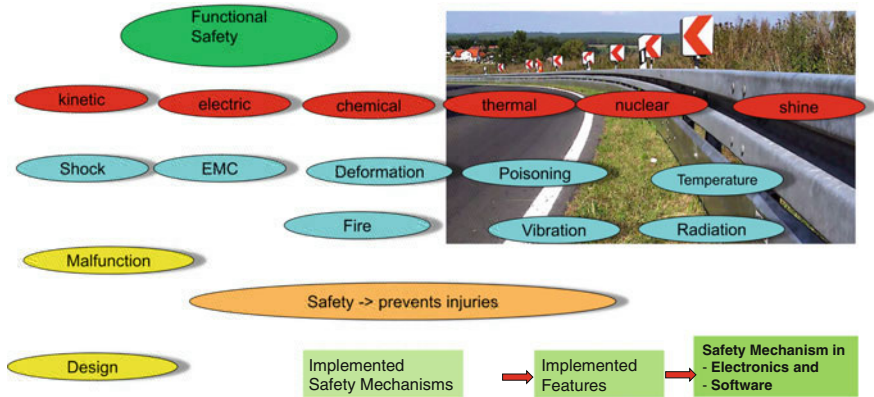 Functional
Safety
kinetic
electric
chemical
thermal
nuclear
shine
Shock
EMC
Deformation
Poisoning
Temperature
Fire
Vibration
Radiation
Malfunction
Safety -> prevents injuries
Design
Implemented
Safety Mechanisms
Implemented
Features
Safety Mechanism in
- Electronics and
- Software